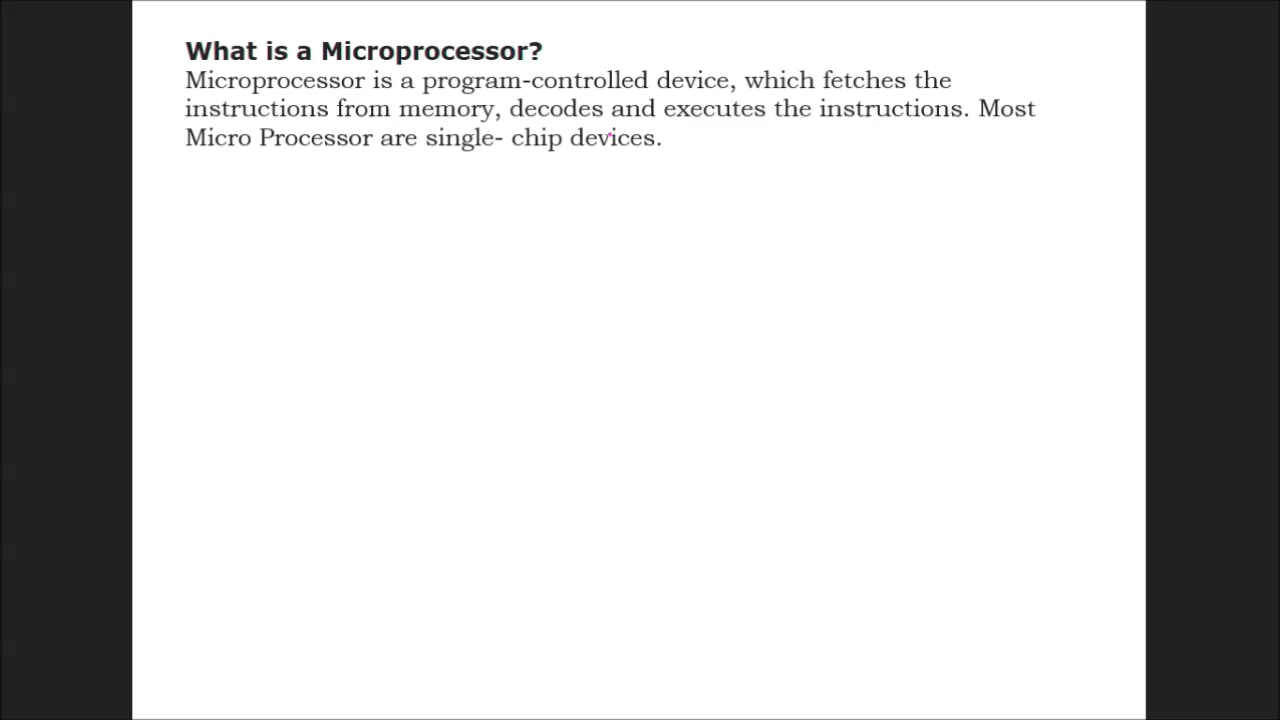 What is a Microprocessor?
Microprocessor is a program-controlled device, which fetches the
instructions from memory, decodes and executes the instructions. Most
Micro Processor are single- chip devices.